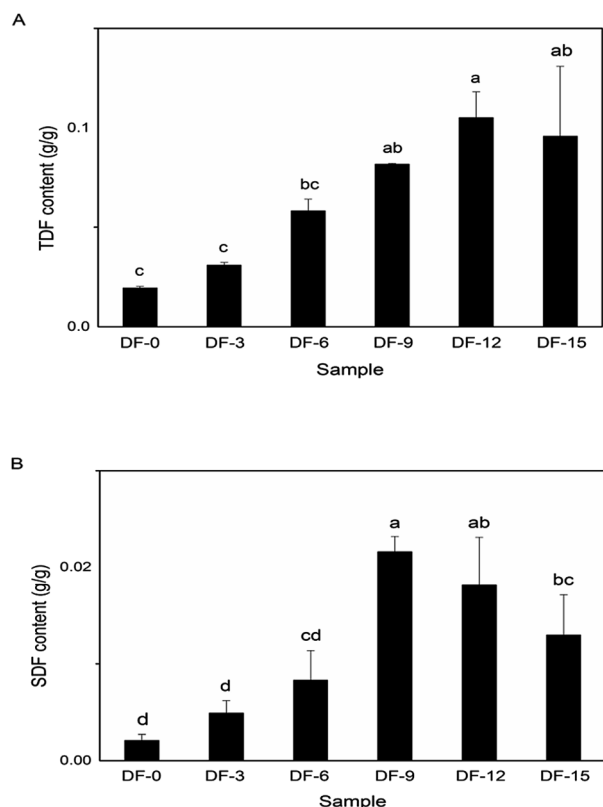 A
TDF content (g/g)
0.1
0.0
c
c
bc
ab
a
ab
DF-0 DF-3 DF-6 DF-9 DF-12 DF-15
Sample
B
SDF content (g/g)
0.02
0.00
d
d
cd
a
ab
bc
DF-0 DF-3 DF-6 DF-9 DF-12 DF-15
Sample